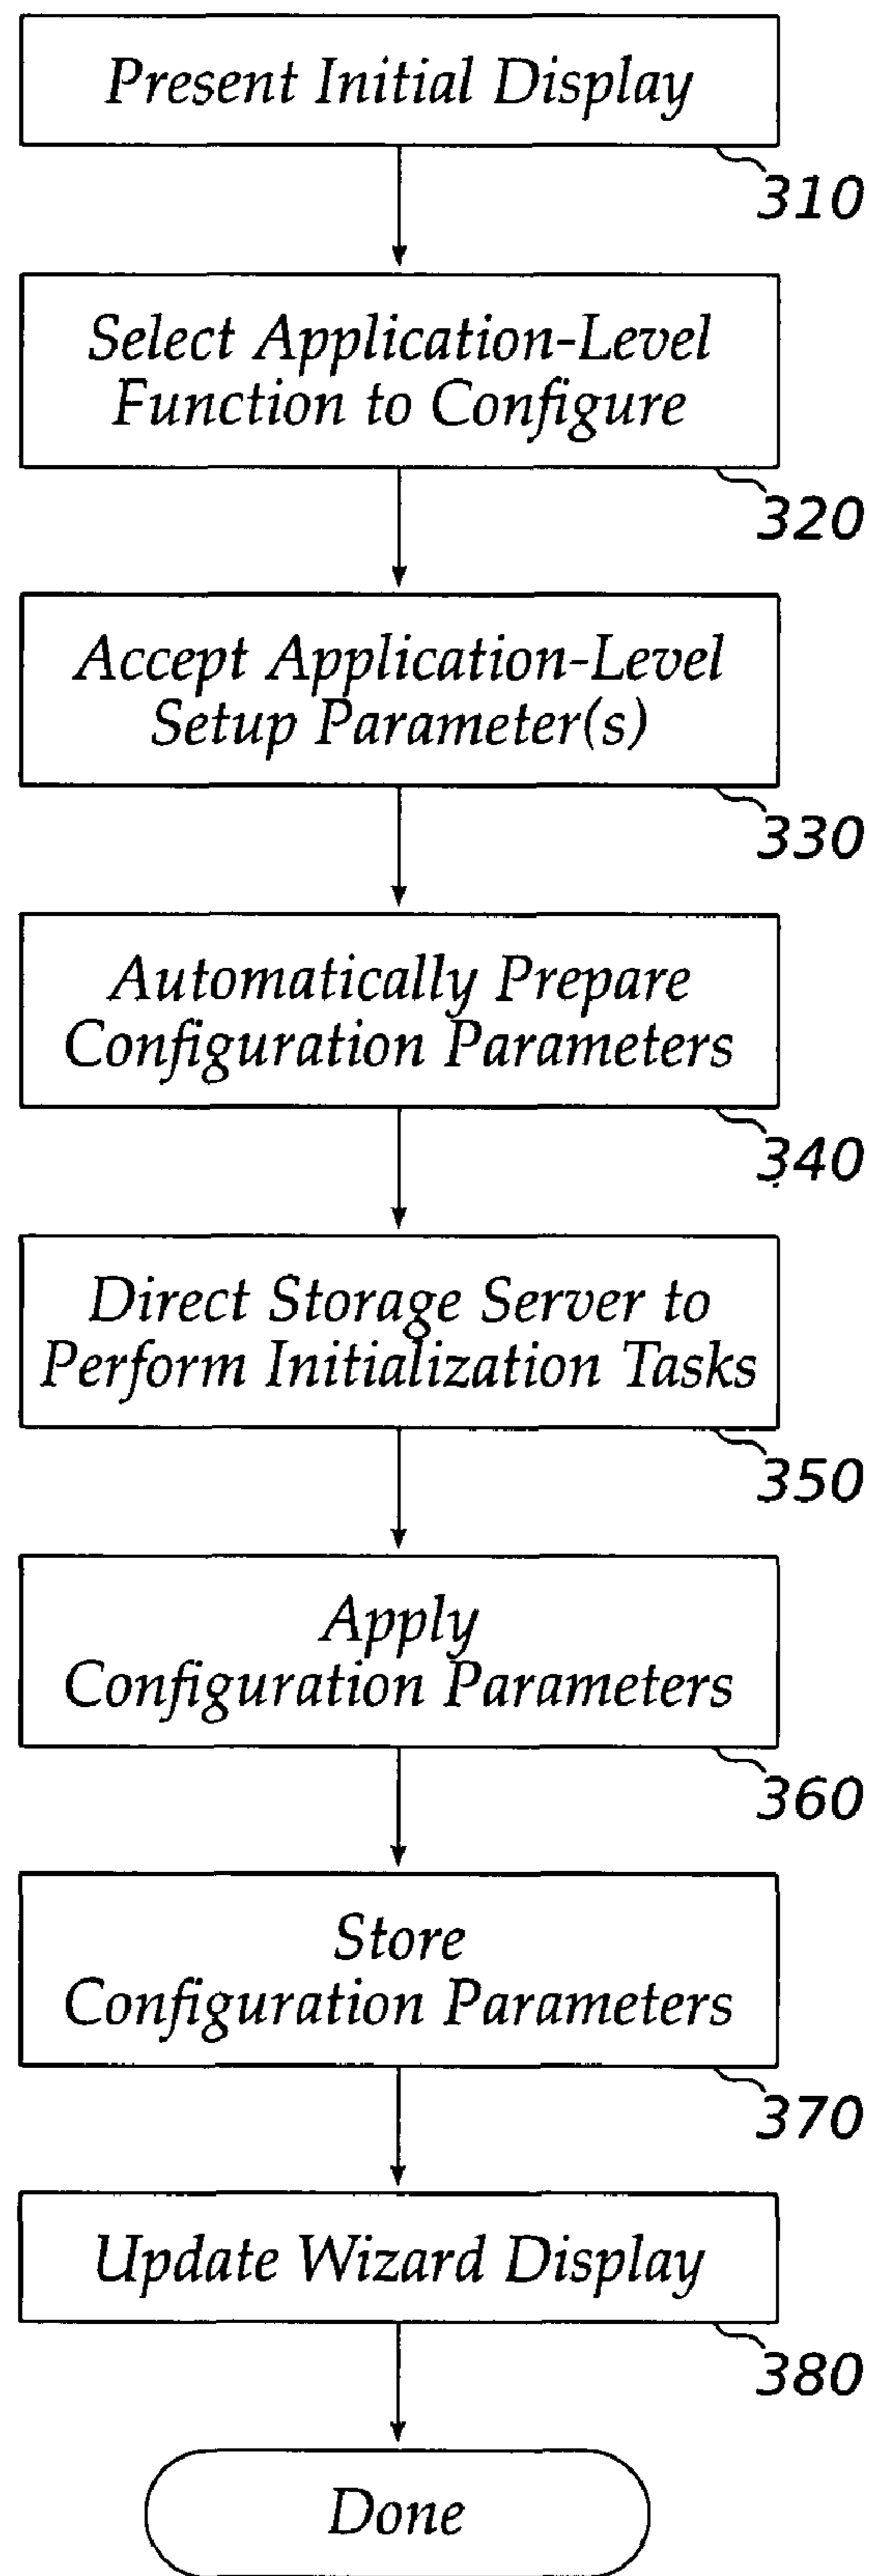 Present Initial Display
310
Select Application-Level
Function to Configure
320
Accept Application-Level
Setup Parameter(s)
330
Automatically Prepare
Configuration Parameters
340
Direct Storage Server to
Perform Initialization Tasks
350
Apply
Configuration Parameters
360
Store
Configuration Parameters
370
Update Wizard Display
380
Done